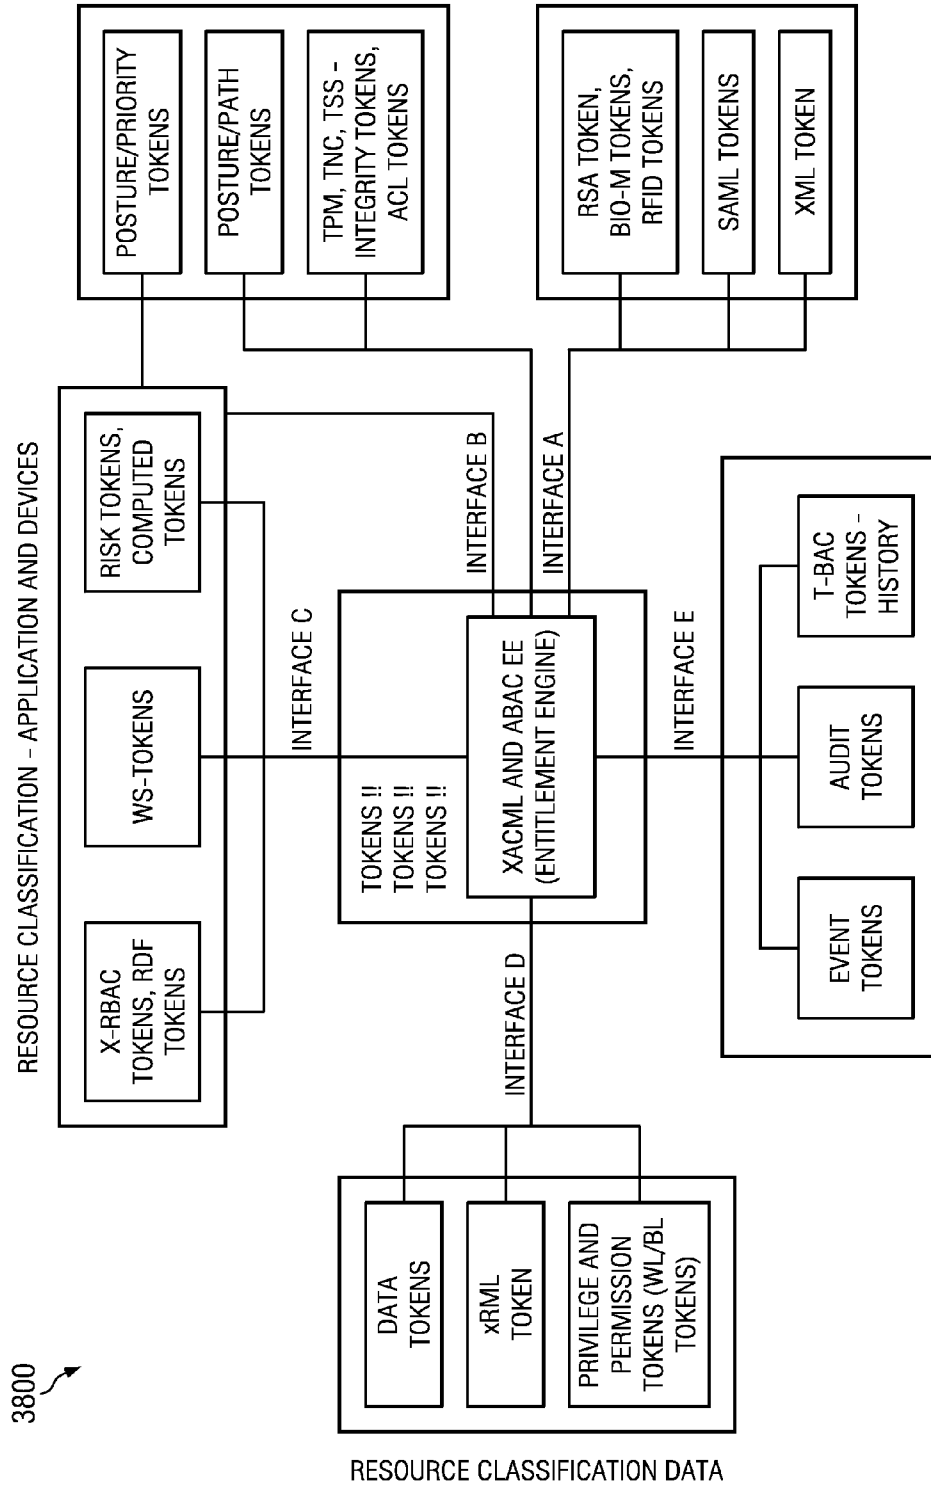 3800
RESOURCE CLASSIFICATION - APPLICATION AND DEVICES
X-RBAC
TOKENS, RDF
TOKENS
WS-TOKENS
RISK TOKENS,
COMPUTED
TOKENS
POSTURE/PRIORITY
TOKENS
POSTURE/PATH
TOKENS
TPM, TNC, TSS -
INTEGRITY TOKENS,
ACL TOKENS
RESOURCE CLASSIFICATION DATA
DATA
TOKENS
xRML
TOKEN
PRIVILEGE AND
PERMISSION
TOKENS (WL/BL
TOKENS)
INTERFACE D
INTERFACE C
TOKENS !!
TOKENS !!
TOKENS !!
XACML AND ABAC EE
(ENTITLEMENT ENGINE)
INTERFACE B
INTERFACE A
RSA TOKEN,
BIO-M TOKENS,
RFID TOKENS
SAML TOKENS
XML TOKEN
INTERFACE E
EVENT
TOKENS
AUDIT
TOKENS
T-BAC
TOKENS -
HISTORY